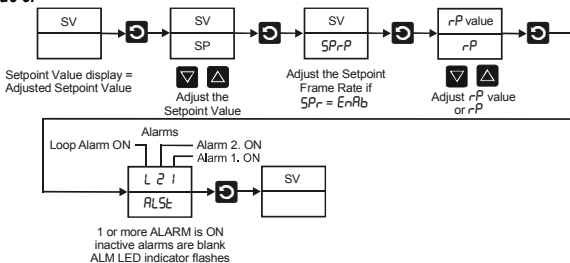 SV
SV
SP
SV
SPrP
rP value
rP
Setpoint Value display =
Adjusted Setpoint Value
Adjust the
Setpoint Value
Adjust the Setpoint
Frame Rate if
SPr = EnAb
Adjust rP value
or rP
Alarms
Loop Alarm ON
Alarm 2. ON
Alarm 1. ON
L 2 1
ALSt
SV
1 or more ALARM is ON
inactive alarms are blank
ALM LED indicator flashes